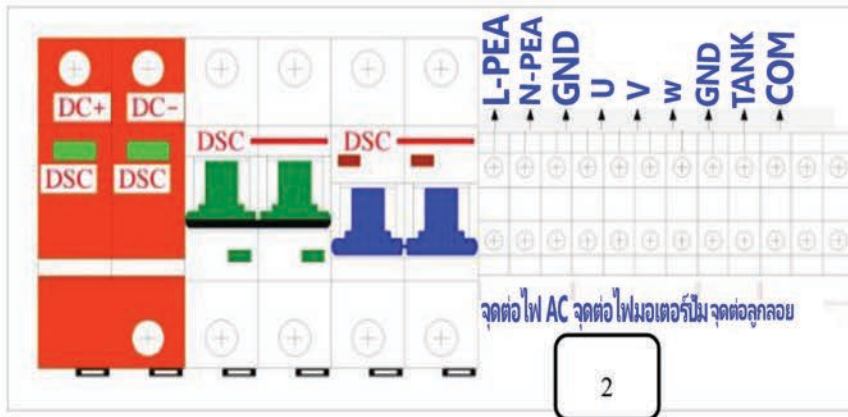 L-PEA
N-PEA
GND
U
V
w
GND
TANK
COM
DC+ DC-
DSC DSC
DSC DSC
จุดต่อไฟ AC จุดต่อไฟมอเตอร์ปั๊ม จุดต่อลูกลอย
2